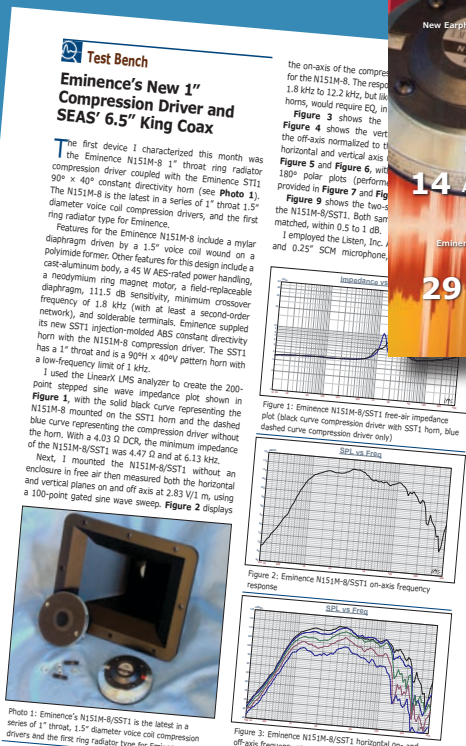 Test Bench
Eminence's New 1"
Compression Driver and
SEAS' 6.5" King Coax
The first device I characterized this month was
the Eminence N151M-8 1" throat ring radiator
compression driver coupled with the Eminence STI1
90° × 40° constant directivity horn (see Photo 1).
The N151M-8 is the latest in a series of 1" throat 1.5"
diameter voice coil compression drivers, and the first
ring radiator type for Eminence.
Features for the Eminence N151M-8 include a mylar
diaphragm driven by a 1.5" voice coil wound on a
polyimide former. Other features for this design include a
cast-aluminum body, a 45 W AES-rated power handling,
a neodymium ring magnet motor, a field-replaceable
diaphragm, 111.5 dB sensitivity, minimum crossover
frequency of 1.8 kHz (with at least a second-order
network), and solderable terminals. Eminence suppled
its new SST1 injection-molded ABS constant directivity
horn with the N151M-8 compression driver. The SST1
has a 1" throat and is a 90°H × 40°V pattern horn with
a low-frequency limit of 1 kHz.
I used the LinearX LMS analyzer to create the 200-
point stepped sine wave impedance plot shown in
Figure 1, with the solid black curve representing the
N151M-8 mounted on the SST1 horn and the dashed
blue curve representing the compression driver without
the horn. With a 4.03 Ω DCR, the minimum impedance
of the N151M-8/SST1 was 4.47 Ω and at 6.13 kHz.
Next, I mounted the N151M-8/SST1 without an
enclosure in free air then measured both the horizontal
and vertical planes on and off axis at 2.83 V/1 m, using
a 100-point gated sine wave sweep. Figure 2 displays
Photo 1: Eminence's N151M-8/SST1 is the latest in a
series of 1" throat, 1.5" diameter voice coil compression
drivers and the first ring radiator type for
the on-axis of the compres
for the N151M-8. The respo
1.8 kHz to 12.2 kHz, but lik
horns, would require EQ, in
Figure 3 shows the
Figure 4 shows the vert
the off-axis normalized to th
horizontal and vertical axis
Figure 5 and Figure 6, wit
180° polar plots (performe
provided in Figure 7 and Fig
Figure 9 shows the two-s
the N151M-8/SST1. Both sam
matched, within 0.5 to 1 dB.
I employed the Listen, Inc.
and 0.25" SCM microphone,
Impedance vs
Figure 1: Eminence N151M-8/SST1 free-air impedance
plot (black curve compression driver with SST1 horn, blue
dashed curve compression driver only)
SPL vs Freq
Figure 2: Eminence N151M-8/SST1 on-axis frequency
response
SPL vs Freq
Figure 3: Eminence N151M-8/SST1 horizontal on- and
off-axis
New Earph
14
Eminen
29